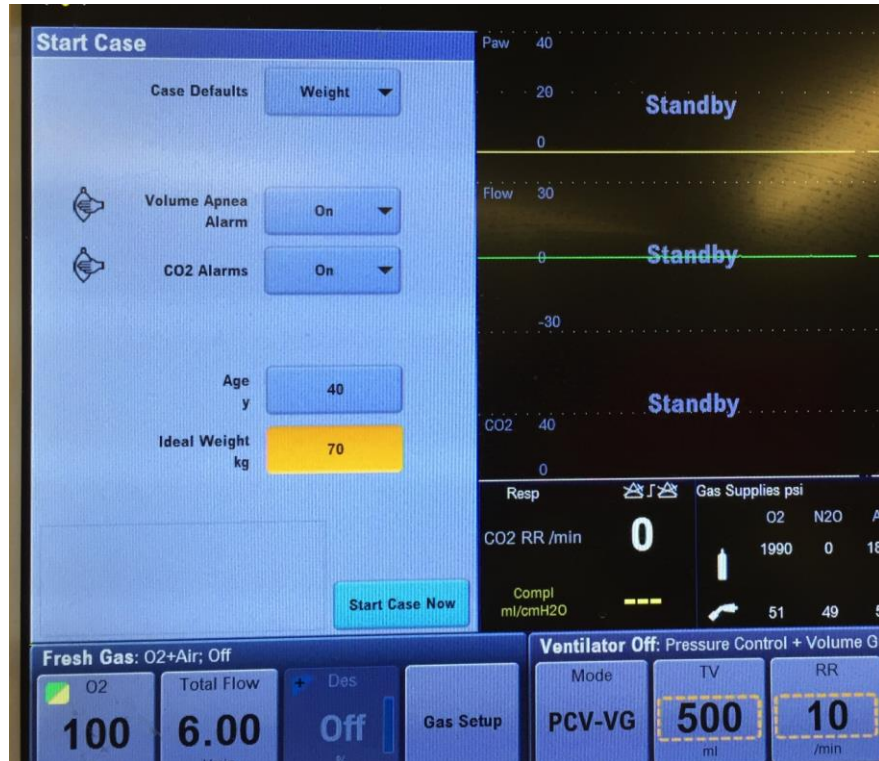 Start Case
Case Defaults Weight
Volume Apnea
Alarm
On
CO2 Alarms On
Age
y
40
Ideal Weight
kg
70
Start Case Now
Paw 40
20
0
Standby
Flow 30
0
-30
Standby
CO2 40
0
Standby
Resp
CO2 RR /min 0
Compl
ml/cmH2O ---
Gas Supplies psi
O2 N2O A
1990 0 18
51 49 5
Fresh Gas: O2+Air; Off
O2
100
Total Flow
6.00
Des
Off
%
Gas Setup
Ventilator Off: Pressure Control + Volume G
Mode
PCV-VG
TV
500
ml
RR
10
/min